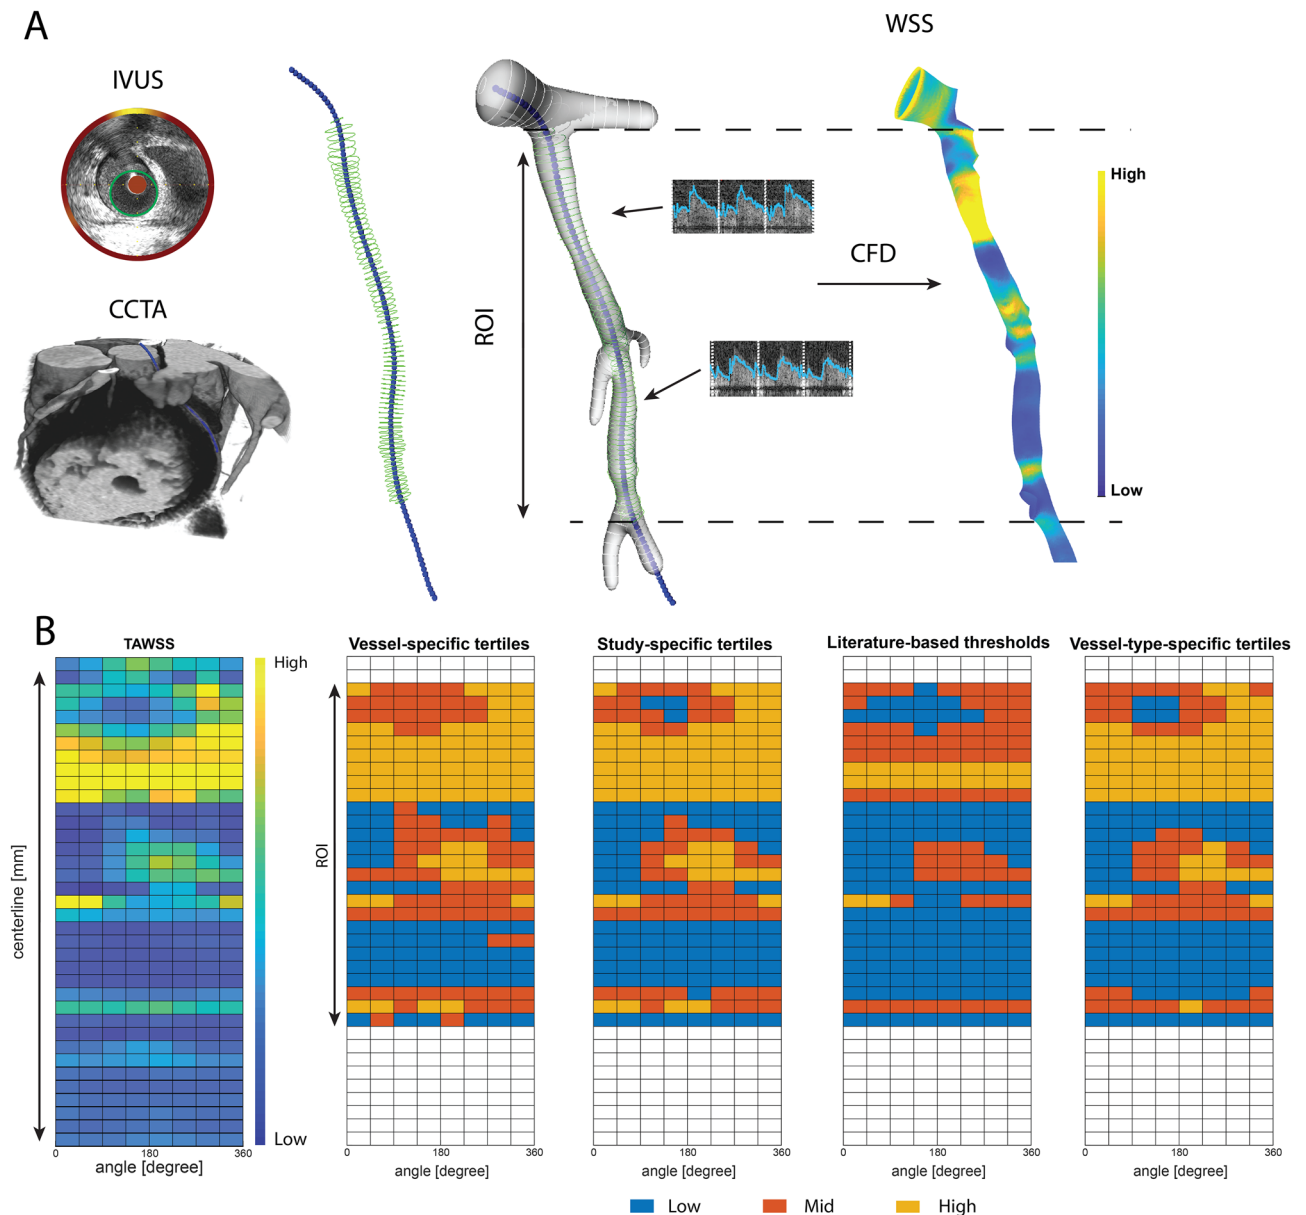 A
IVUS
CCTA
ROI
CFD
WSS
High
Low
B
TAWSS
High
Low
centerline [mm]
0
180
360
angle [degree]
Vessel-specific tertiles
ROI
0
180
360
angle [degree]
Study-specific tertiles
0
180
360
angle [degree]
Literature-based thresholds
0
180
360
angle [degree]
Vessel-type-specific tertiles
0
180
360
angle [degree]
Low
Mid
High